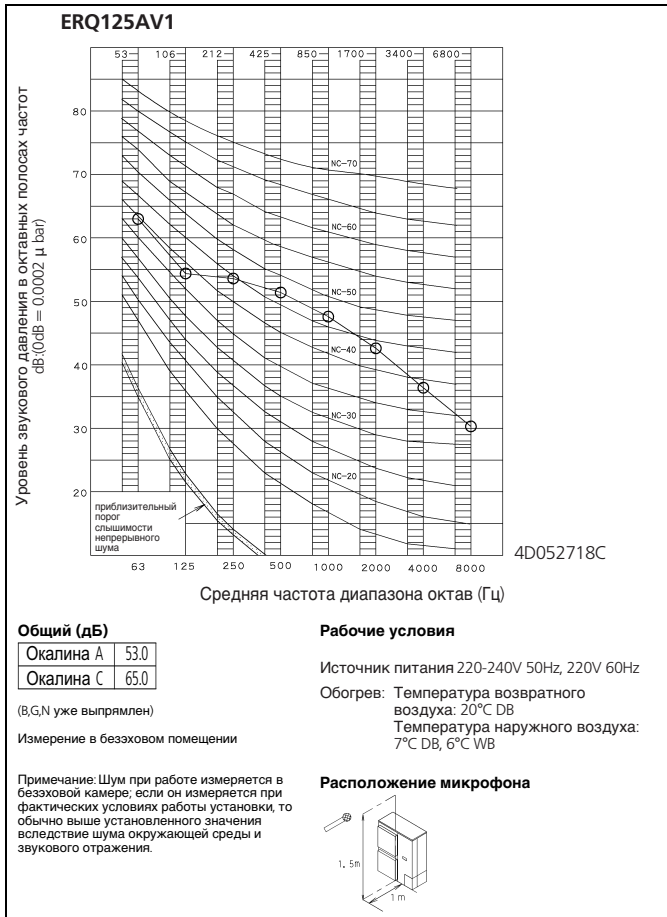 ERQ125AV1
53 106 212 425 850 1700 3400 6800
Уровень звукового давления в октавных полосах частот
dB:(0dB = 0.0002 µ bar)
80
70
60
50
40
30
20
NC-70
NC-60
NC-50
NC-40
NC-30
NC-20
приблизительный
порог
слышимости
непрерывного
шума
63 125 250 500 1000 2000 4000 8000
4D052718C
Средняя частота диапазона октав (Гц)
Общий (дБ)
Окалина A 53.0
Окалина C 65.0
(B,G,N уже выпрямлен)
Измерение в безэховом помещении
Примечание: Шум при работе измеряется в
безэховой камере; если он измеряется при
фактических условиях работы установки, то
обычно выше установленного значения
вследствие шума окружающей среды и
звукового отражения.
Рабочие условия
Источник питания 220-240V 50Hz, 220V 60Hz
Обогрев: Температура возвратного
воздуха: 20°C DB
Температура наружного воздуха:
7°C DB, 6°C WB
Расположение микрофона
1.5m
1m